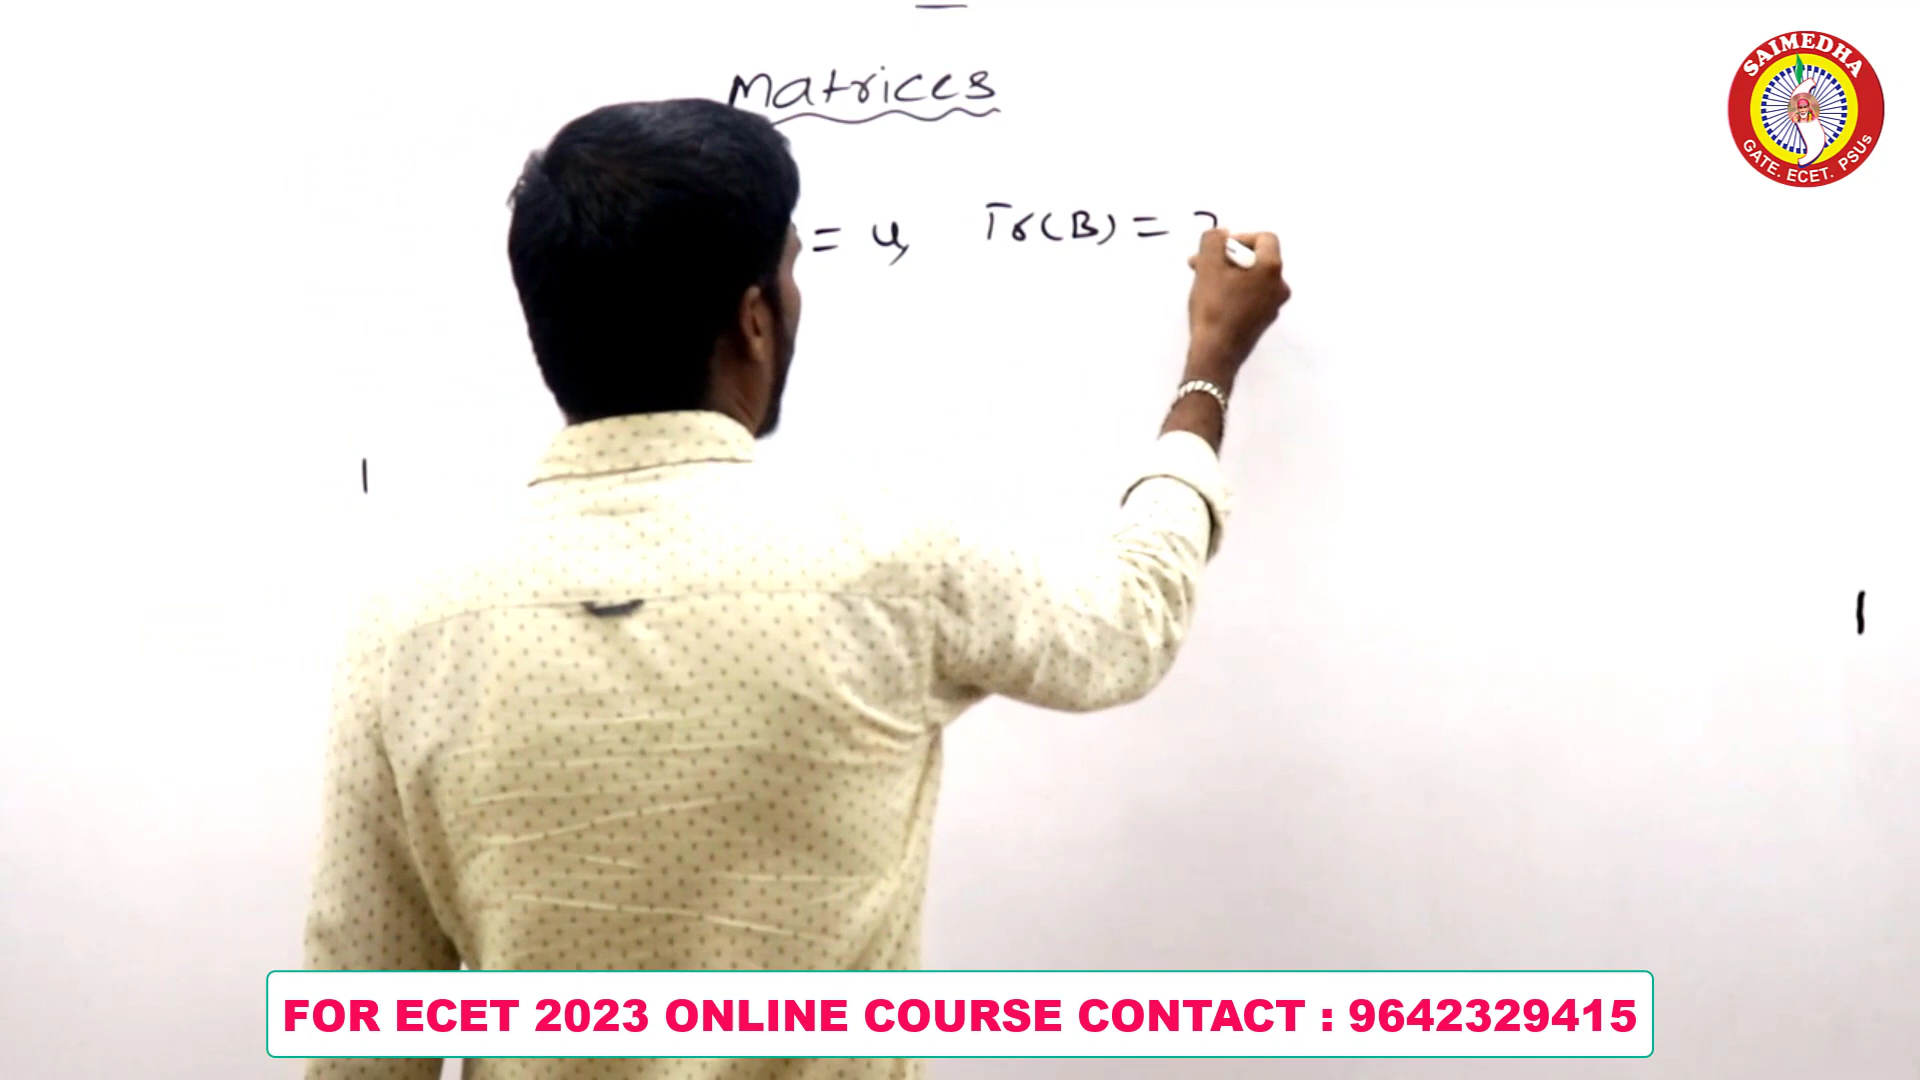 Matrices
= 4, Tr(B) =
SAIMEDHA
GATE. ECET. PSUs
FOR ECET 2023 ONLINE COURSE CONTACT : 9642329415